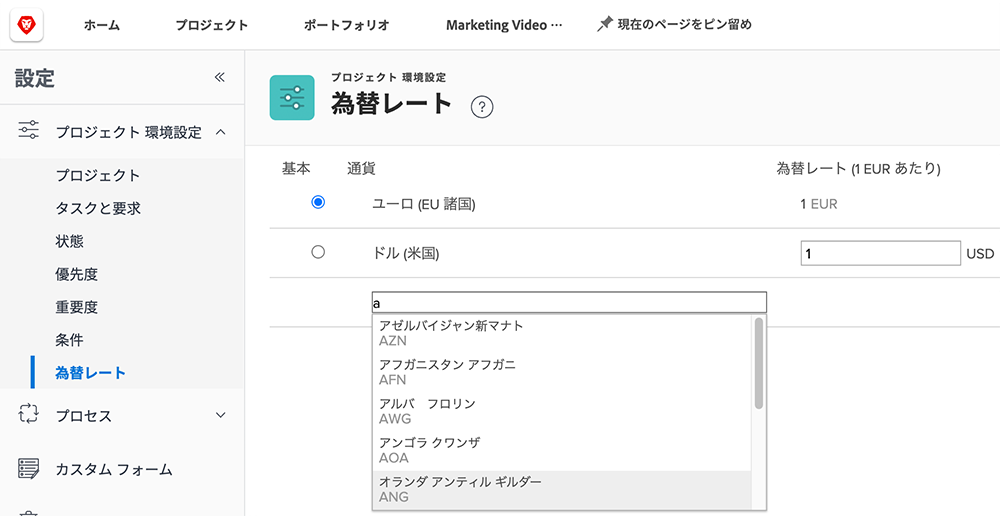 ホーム プロジェクト ポートフォリオ Marketing Video ··· 現在のページをピン留め
設定
プロジェクト 環境設定
プロジェクト
タスクと要求
状態
優先度
重要度
条件
為替レート
プロセス
カスタム フォーム
プロジェクト 環境設定
為替レート ?
基本 通貨 為替レート (1 EUR あたり)
ユーロ (EU 諸国) 1 EUR
ドル (米国) 1 USD
a
アゼルバイジャン新マナト
AZN
アフガニスタン アフガニ
AFN
アルバ　フロリン
AWG
アンゴラ クワンザ
AOA
オランダ アンティル ギルダー
ANG